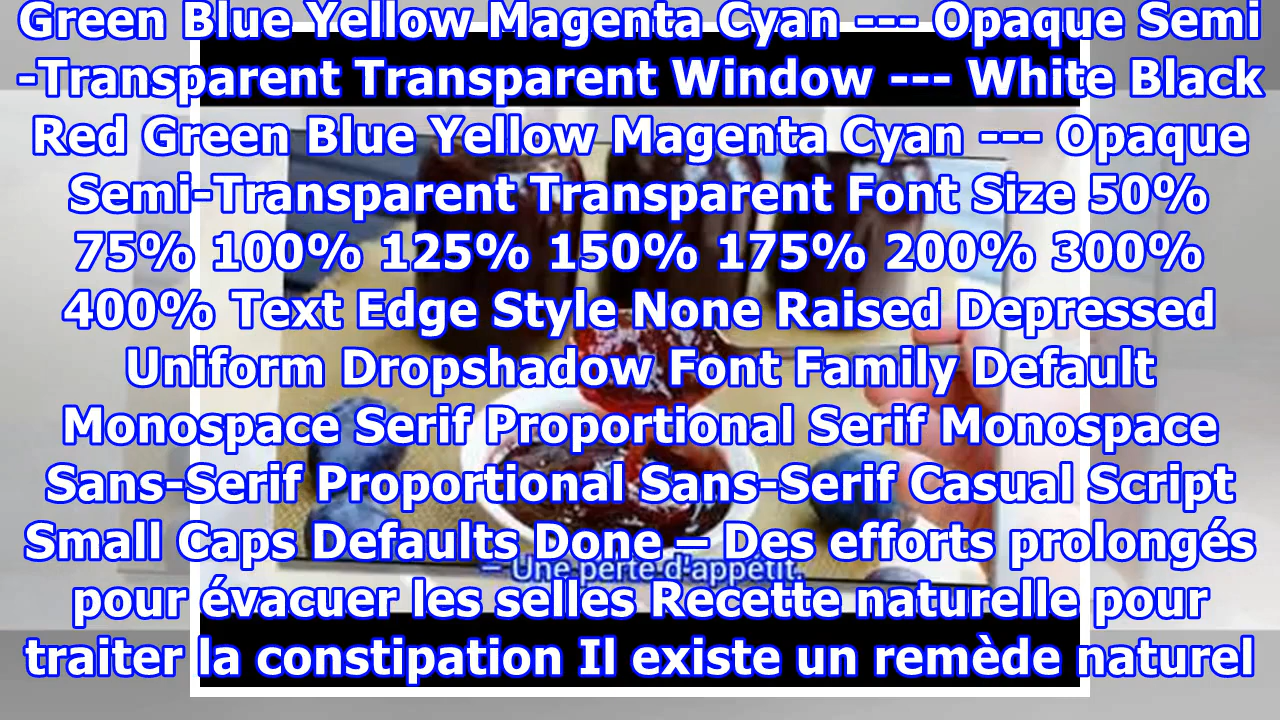 Green Blue Yellow Magenta Cyan --- Opaque Semi
-Transparent Transparent Window --- White Black
Red Green Blue Yellow Magenta Cyan --- Opaque
Semi-Transparent Transparent Font Size 50%
75% 100% 125% 150% 175% 200% 300%
400% Text Edge Style None Raised Depressed
Uniform Dropshadow Font Family Default
Monospace Serif Proportional Serif Monospace
Sans-Serif Proportional Sans-Serif Casual Script
Small Caps Defaults Done – Des efforts prolongés
– Une perte d'appétit.
pour évacuer les selles Recette naturelle pour
traiter la constipation Il existe un remède naturel